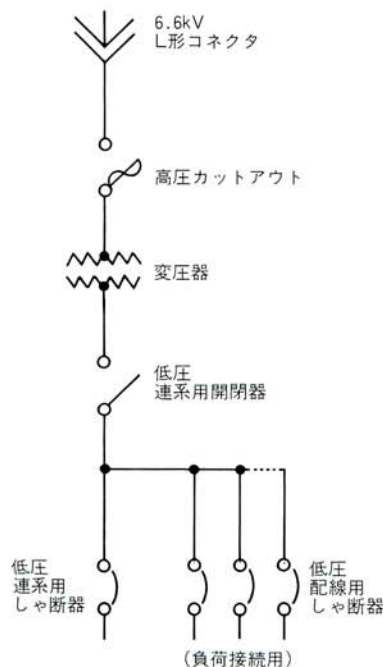 6.6kV
L形コネクタ
高圧カットアウト
変圧器
低圧
連系用開閉器
低圧
連系用
しゃ断器
低圧
配線用
しゃ断器
(負荷接続用)